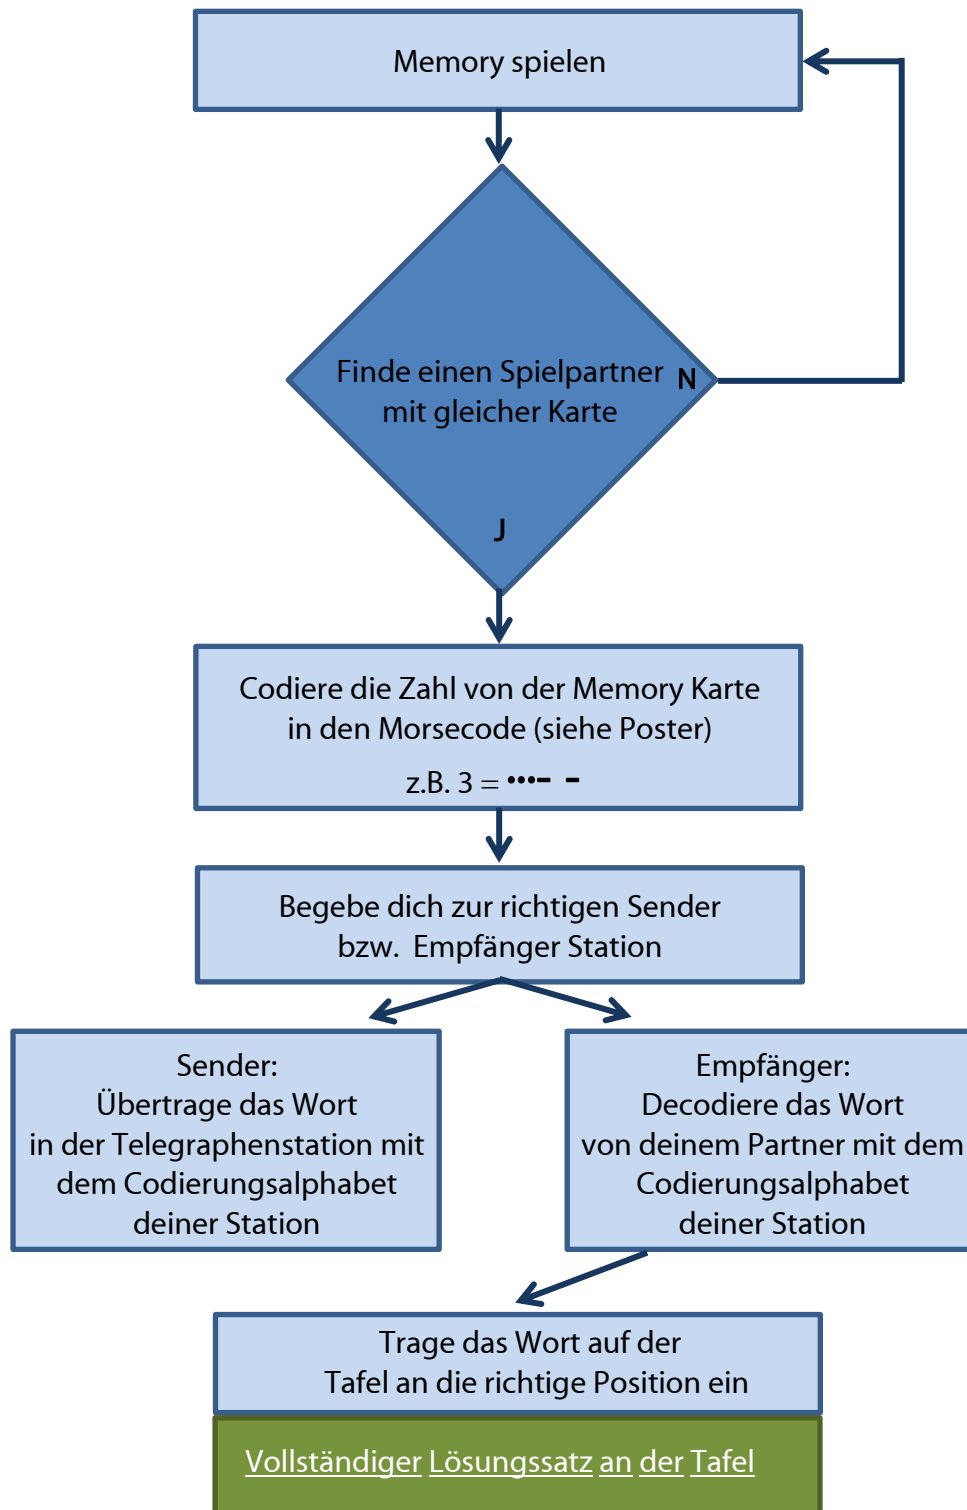 Memory spielen
Finde einen Spielpartner N
mit gleicher Karte
J
Codiere die Zahl von der Memory Karte
in den Morsecode (siehe Poster)
z.B. 3 = •••– –
Begebe dich zur richtigen Sender
bzw. Empfänger Station
Sender:
Übertrage das Wort
in der Telegraphenstation mit
dem Codierungsalphabet
deiner Station
Empfänger:
Decodiere das Wort
von deinem Partner mit dem
Codierungsalphabet
deiner Station
Trage das Wort auf der
Tafel an die richtige Position ein
Vollständiger Lösungssatz an der Tafel